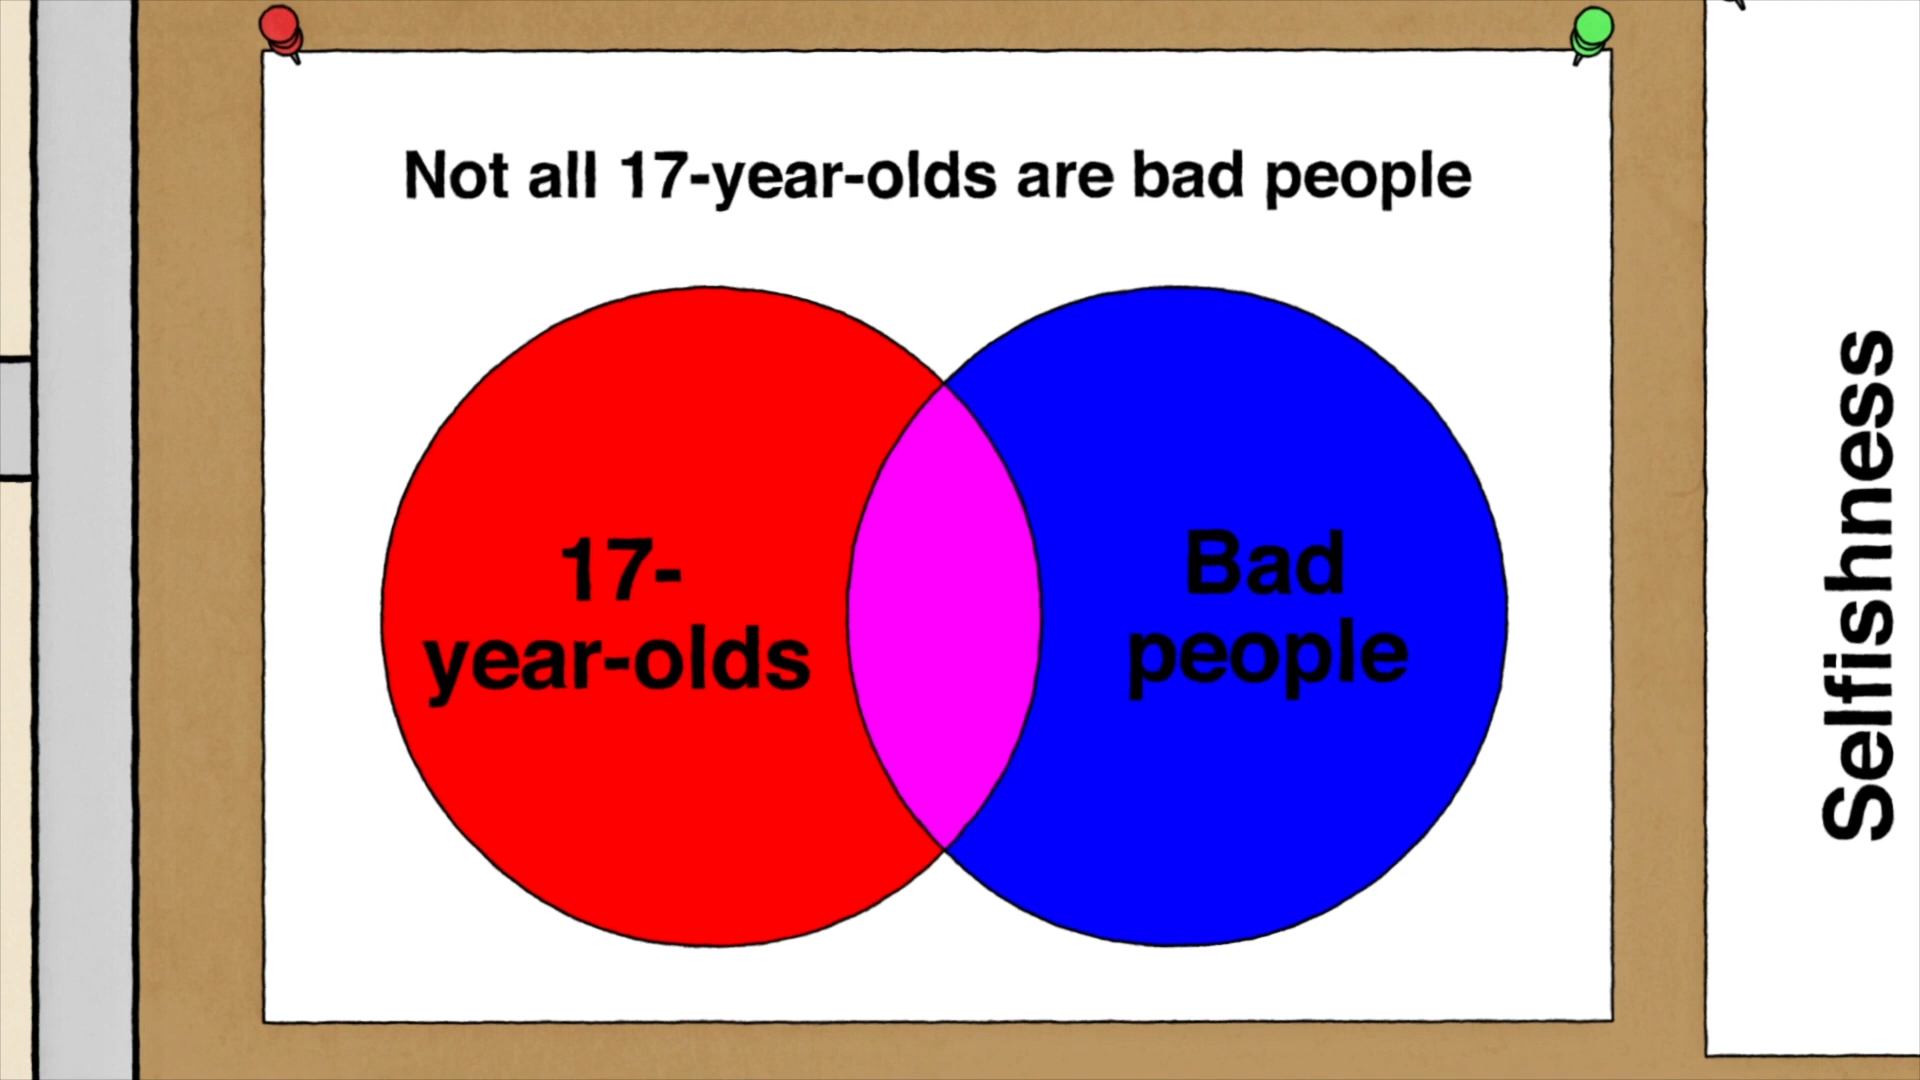 Not all 17-year-olds are bad people
17-
year-olds
Bad
people
Selfishness